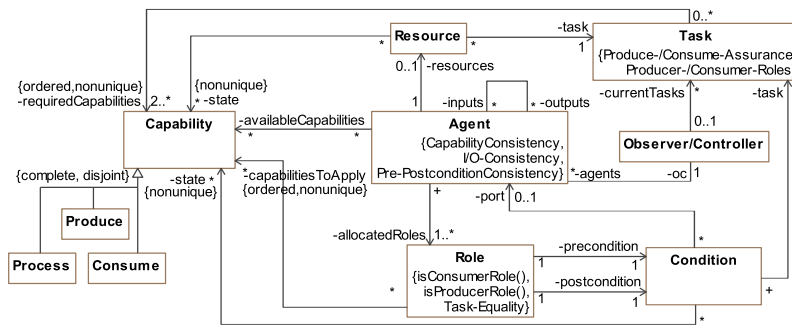 0..*
Resource
-task
Task
*
*
1
{Produce-/Consume-Assurance
Producer-/Consumer-Roles}
{ordered,nonunique}
{nonunique}
0..1
-resources
-requiredCapabilities
2..*
*
-state
1
-inputs
*
*
-outputs
-currentTasks
*
-task
Capability
-availableCapabilities
*
*
Agent
{CapabilityConsistency,
I/O-Consistency,
Pre-PostconditionConsistency}
0..1
Observer/Controller
{complete, disjoint}
-state
*
{nonunique}
*
-capabilitiesToApply
{ordered,nonunique}
*
-agents
-oc
1
Produce
+
-port
0..1
Process
Consume
-allocatedRoles
1..*
*
Role
-precondition
1
1
Condition
{isConsumerRole(),
isProducerRole(),
Task-Equality}
*
-postcondition
1
1
+
*